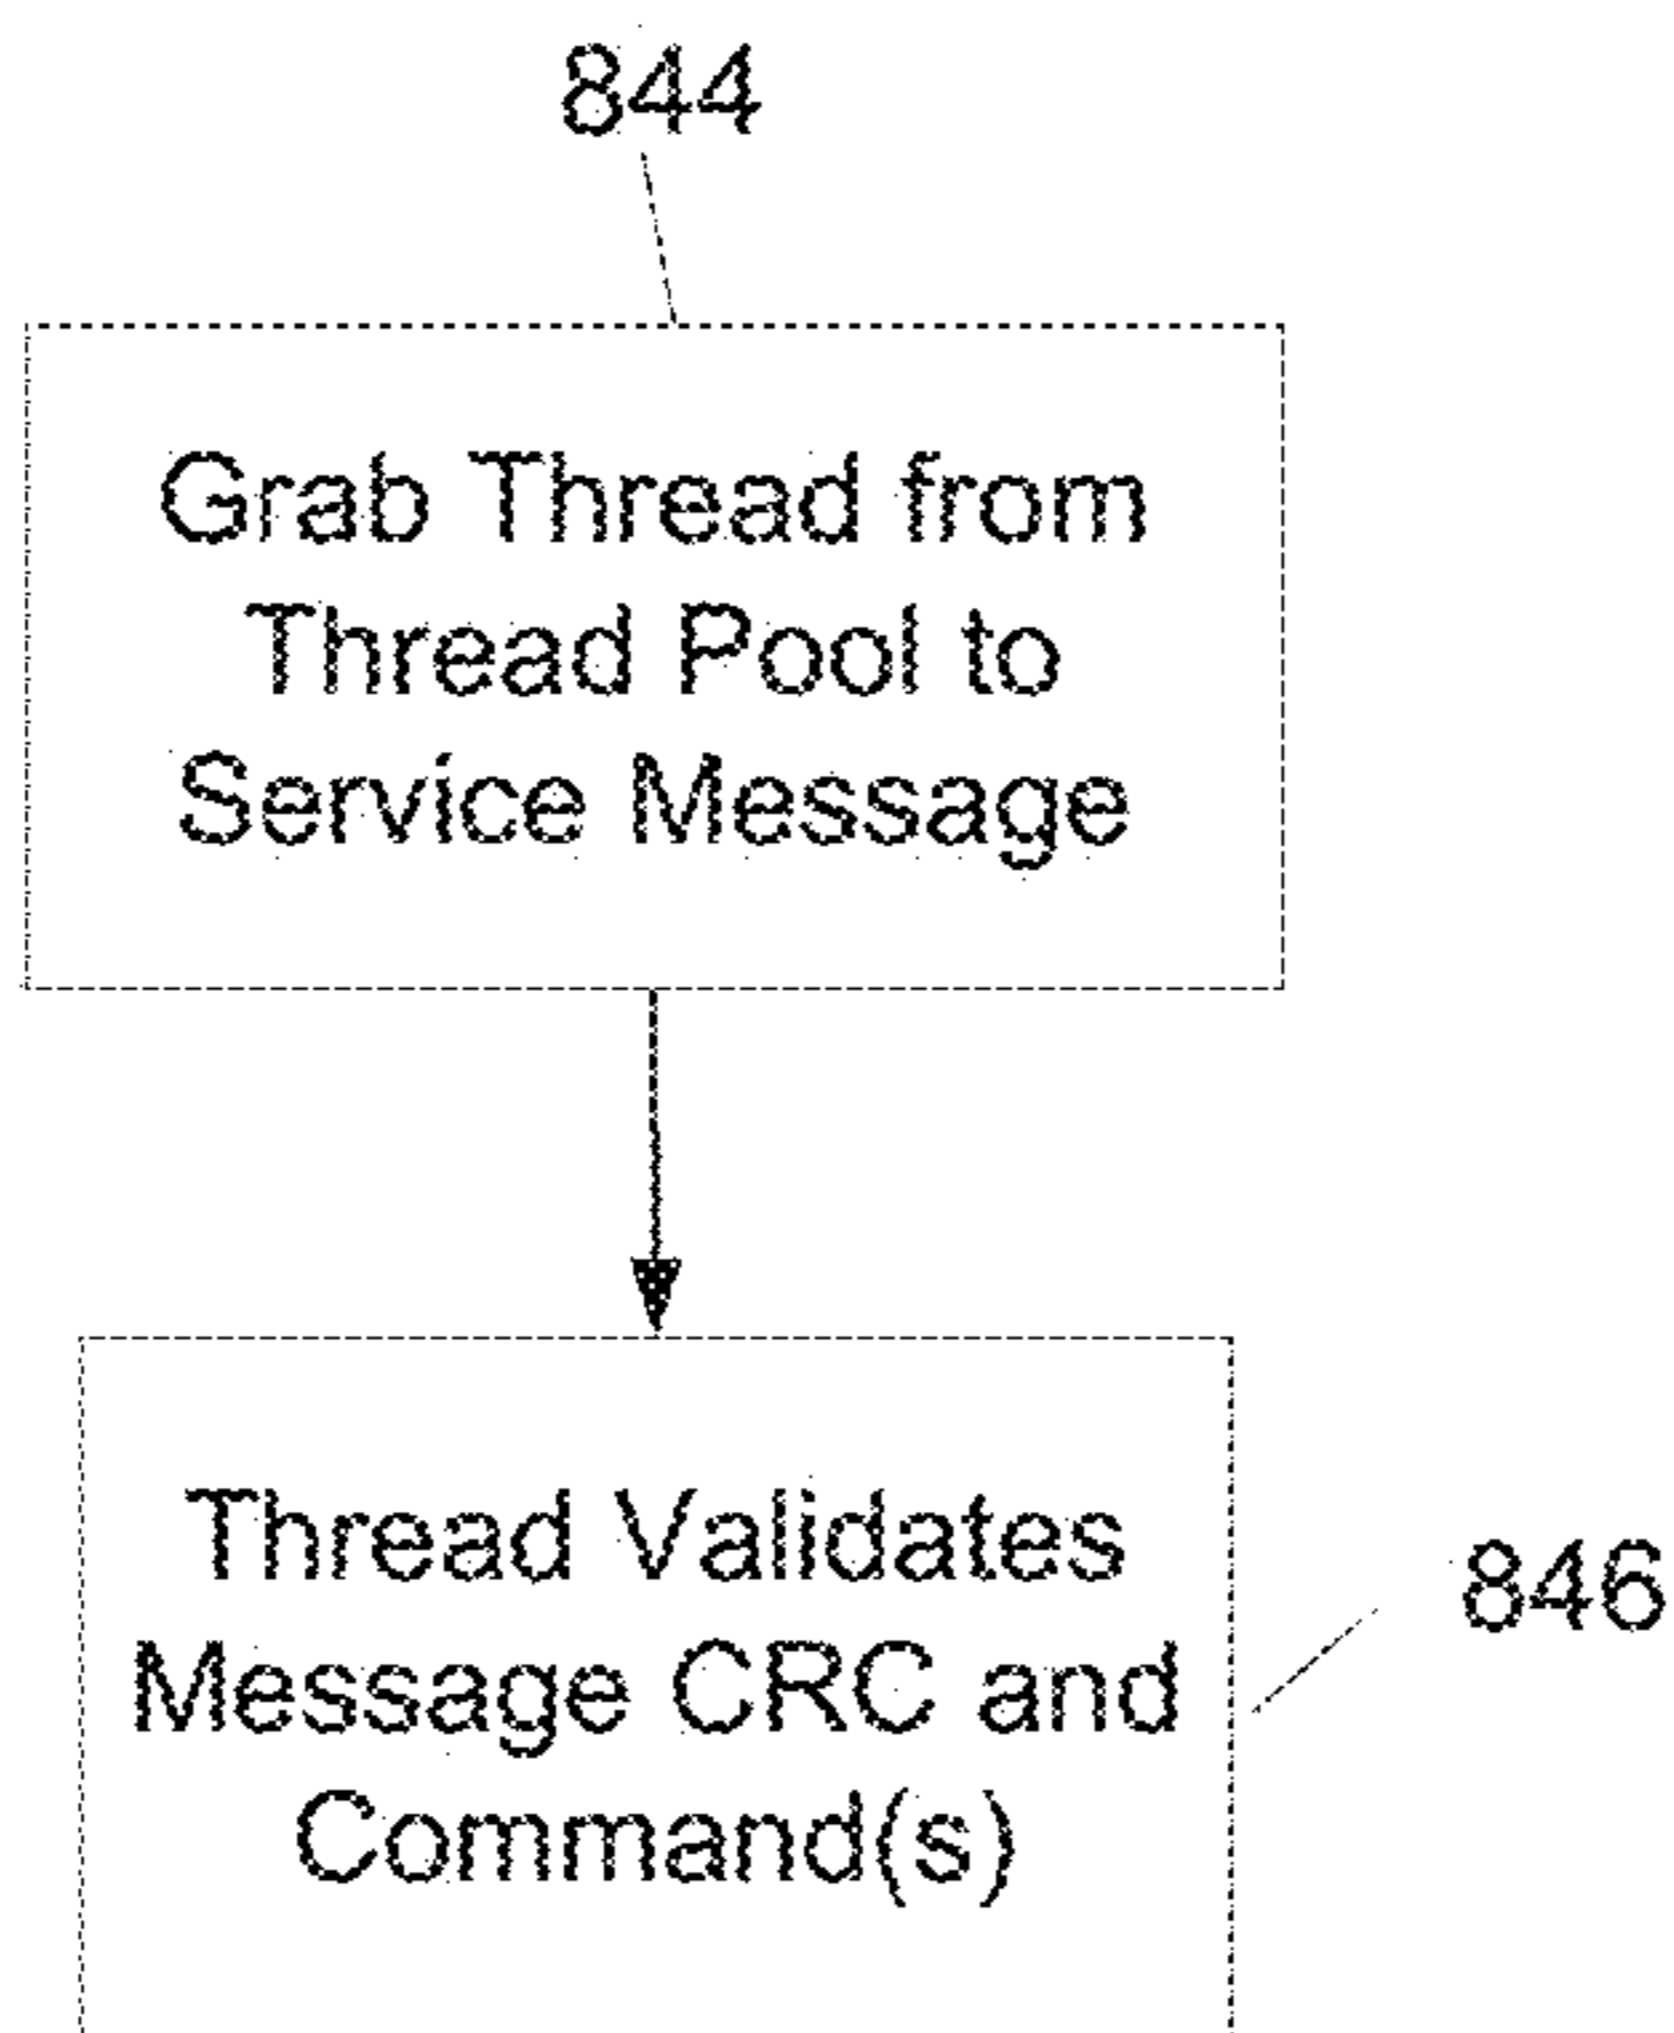 844
Grab Thread from
Thread Pool to
Service Message
Thread Validates
Message CRC and
Command(s)
846